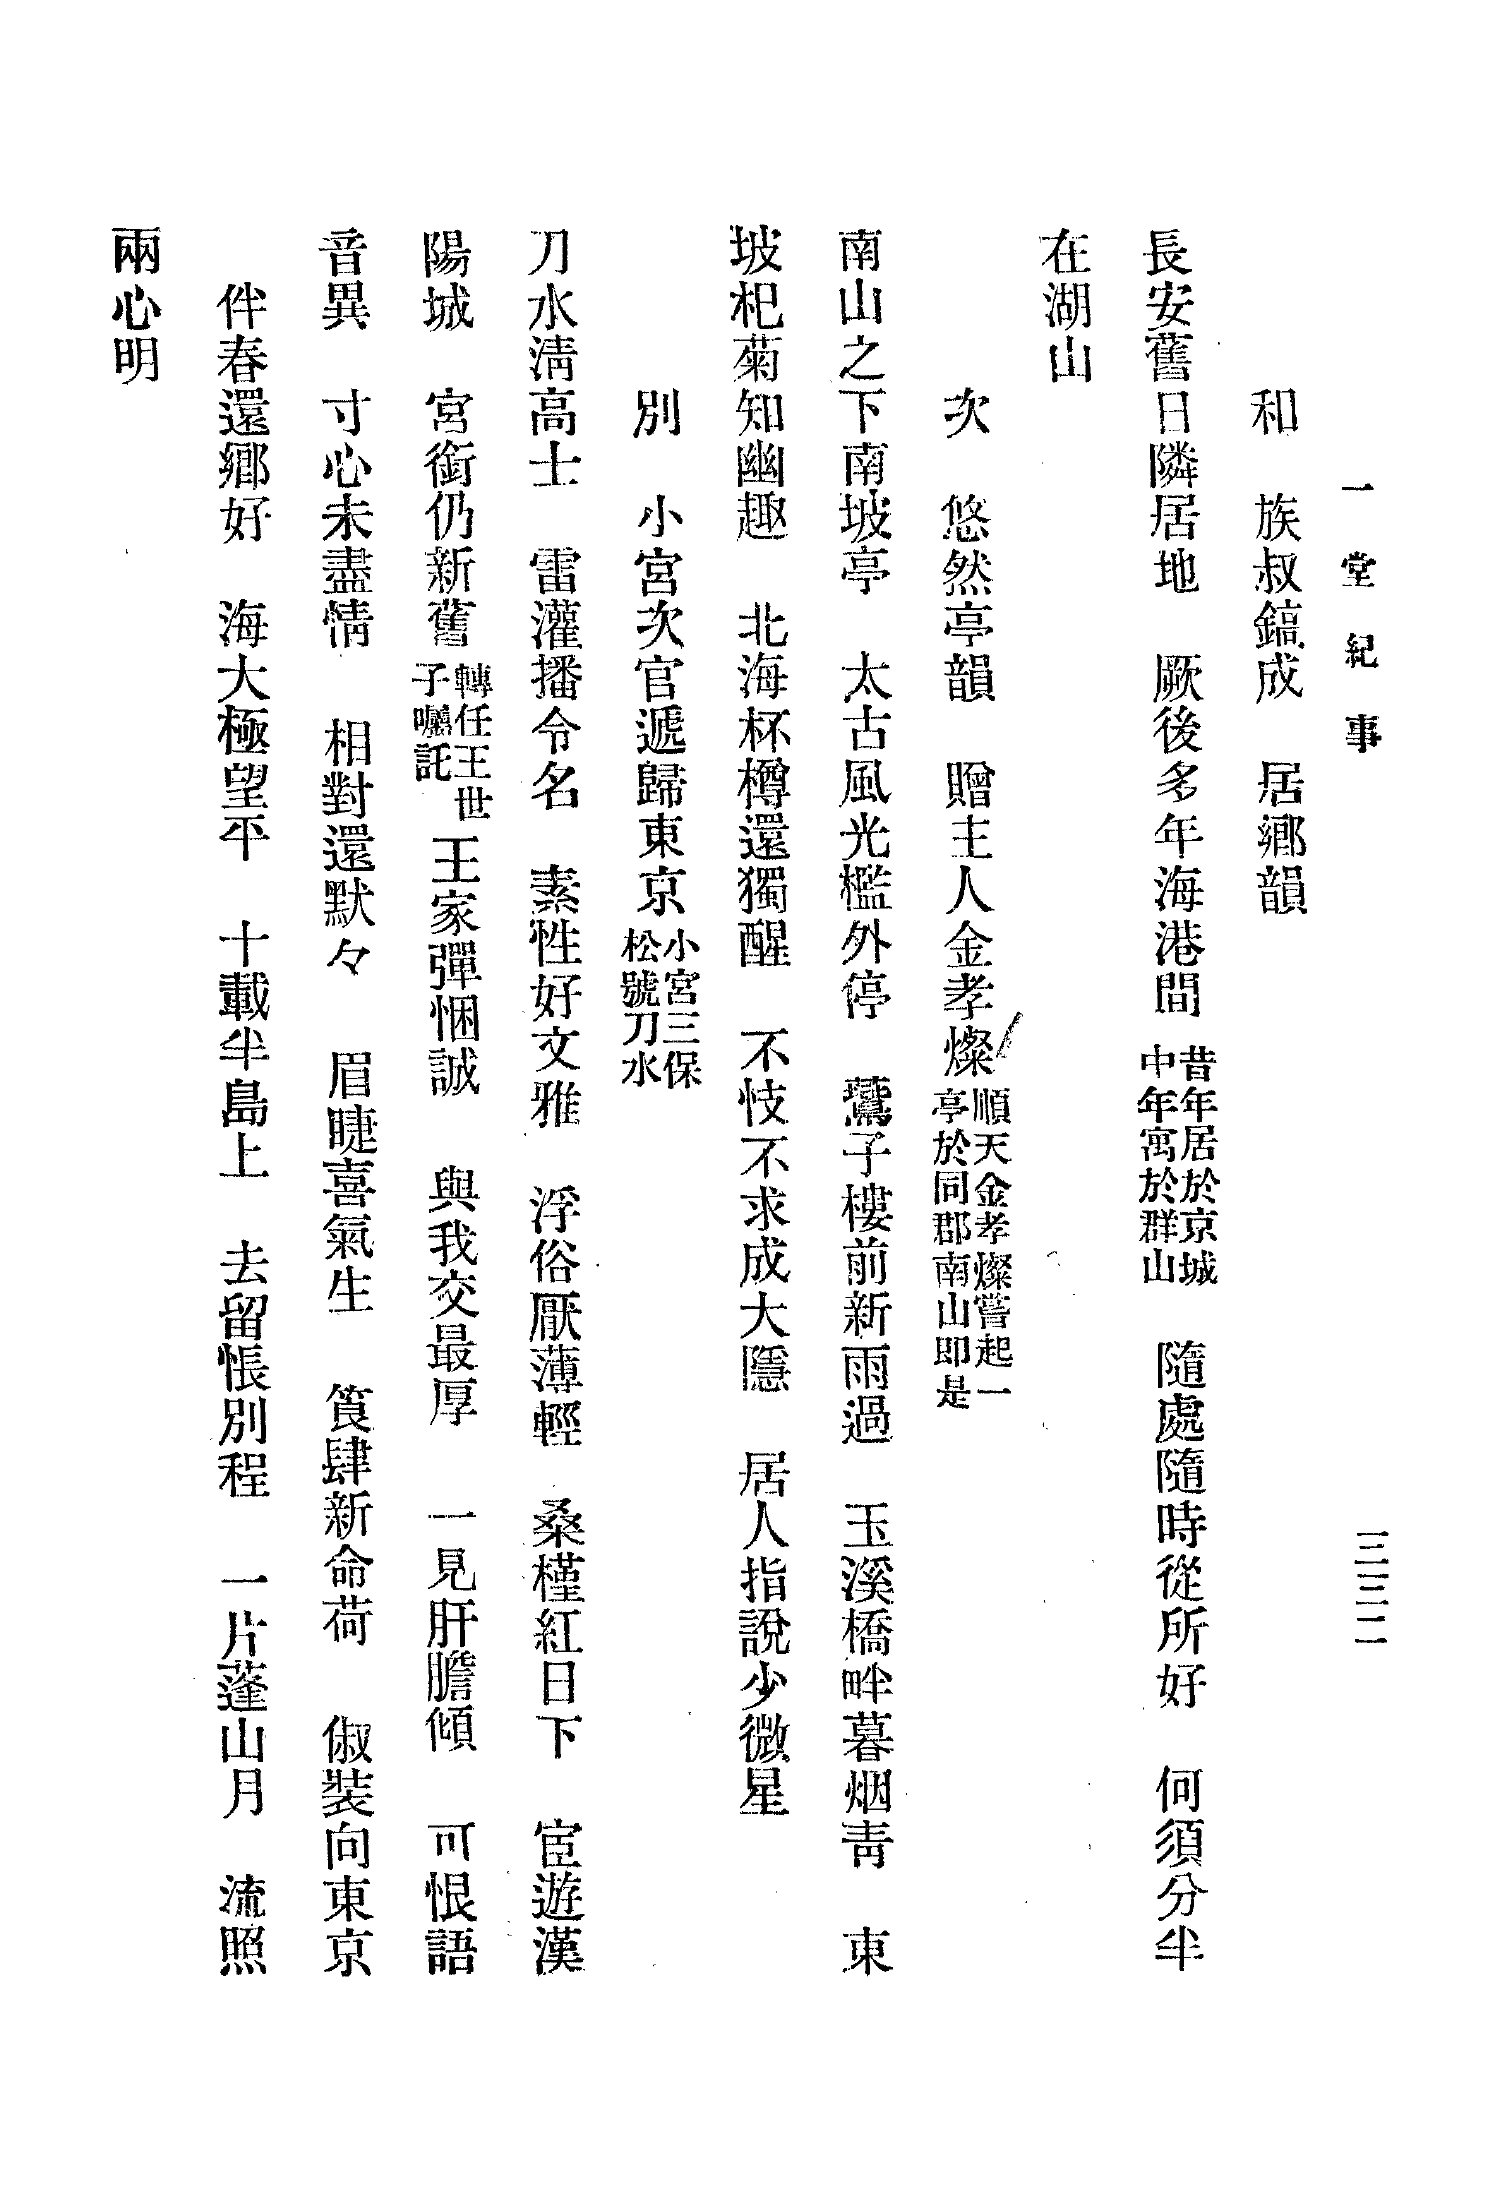 一堂紀事
三三二
和　族叔鎬成　居鄉韻
長安舊日隣居地　厥後多年海港間　昔年居於京城中年寓於群山　隨處隨時從所好　何須分半
在湖山
次　悠然亭韻　贈主人金孝燦　順天金孝燦嘗起一亭於同郡南山即是
南山之下南坡亭　太古風光檻外停　鷰子樓前新雨過　玉溪橋畔暮烟靑　東
坡杞菊知幽趣　北海杯樽還獨醒　不忮不求成大隱　居人指說少微星
別　小宮次官遞歸東京　小宮三保松號刀水
刀水淸高士　雷灌播令名　素性好文雅　浮俗厭薄輕　桑槿紅日下　宦遊漢
陽城　宮銜仍新舊　轉任王世子囑託　王家彈悃誠　與我交最厚　一見肝膽傾　可恨語
音異　寸心未盡情　相對還默々　眉睫喜氣生　筤肆新命荷　俶裝向東京
伴春還鄉好　海大極望平　十載半島上　去留悵別程　一片蓬山月　流照
兩心明